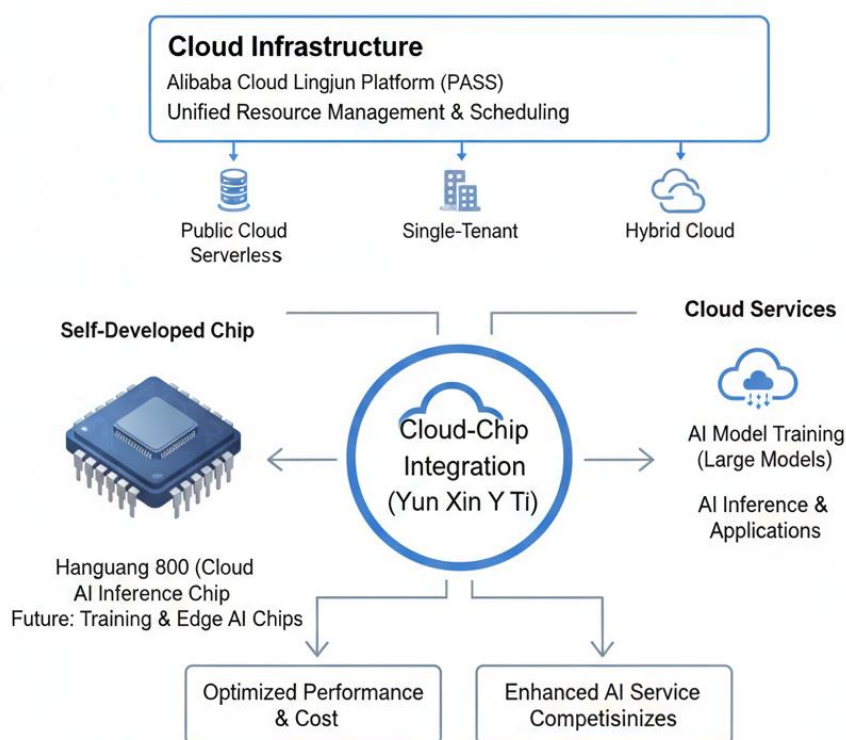 Cloud Infrastructure
Alibaba Cloud Lingjun Platform (PASS)
Unified Resource Management & Scheduling
Public Cloud
Serverless
Single-Tenant
Hybrid Cloud
Self-Developed Chip
Cloud Services
Cloud-Chip
Integration
(Yun Xin Y Ti)
AI Model Training
(Large Models)
AI Inference &
Applications
Hanguang 800 (Cloud
AI Inference Chip
Future: Training & Edge AI Chips
Optimized Performance
& Cost
Enhanced AI Service
Competisinizes